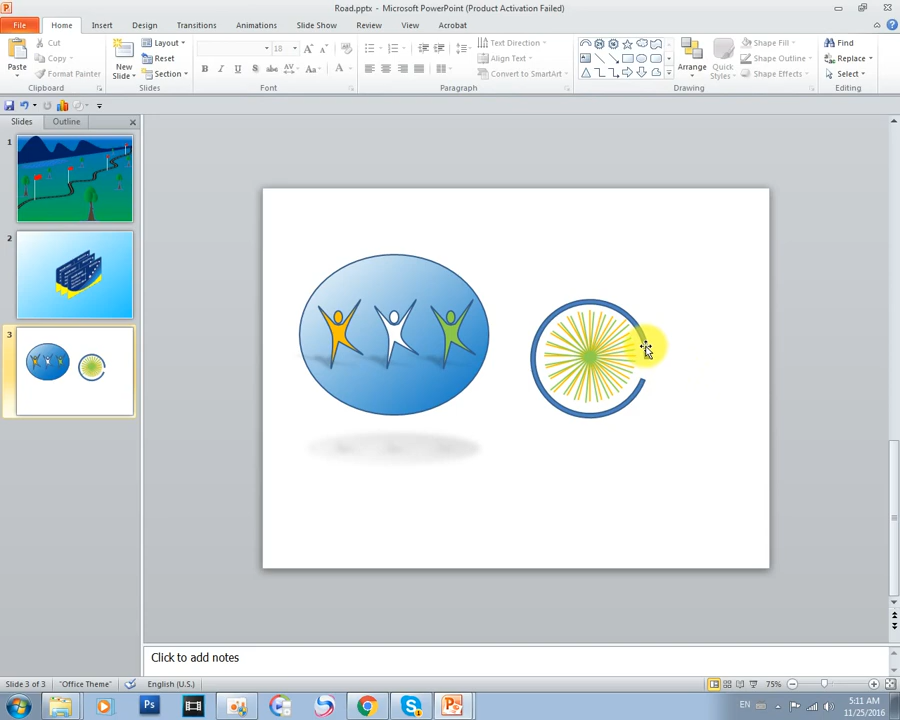 Road.pptx - Microsoft PowerPoint (Product Activation Failed)
File Home Insert Design Transitions Animations Slide Show Review View Acrobat
Paste
Cut
Copy
Format Painter
Clipboard
New
Slide
Layout
Reset
Section
Slides
18
B I U S abc AV Aa A
Font
Text Direction
Align Text
Convert to SmartArt
Paragraph
Arrange
Quick
Styles
Shape Fill
Shape Outline
Shape Effects
Drawing
Find
Replace
Select
Editing
Slides Outline
1
2
3
Click to add notes
Slide 3 of 3 "Office Theme" English (U.S.) 75%
EN 5:11 AM
11/25/2016